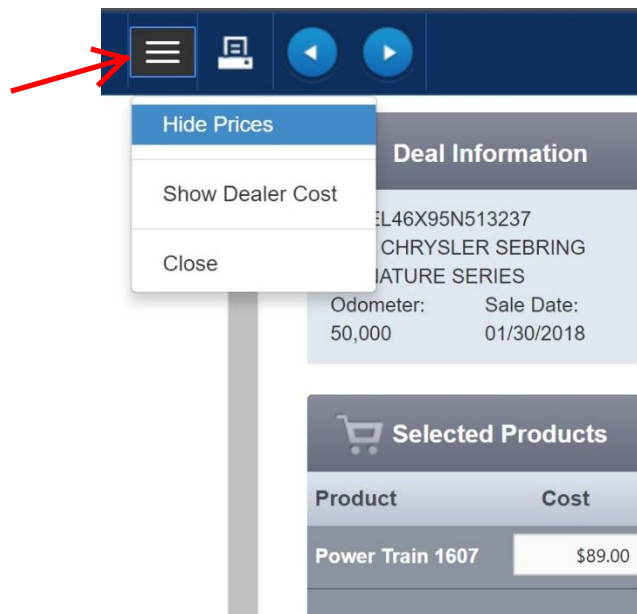 Hide Prices
Show Dealer Cost
Close
Deal Information
EL46X95N513237
CHRYSLER SEBRING
NATURE SERIES
Odometer: Sale Date:
50,000 01/30/2018
Selected Products
Product Cost
Power Train 1607 $89.00